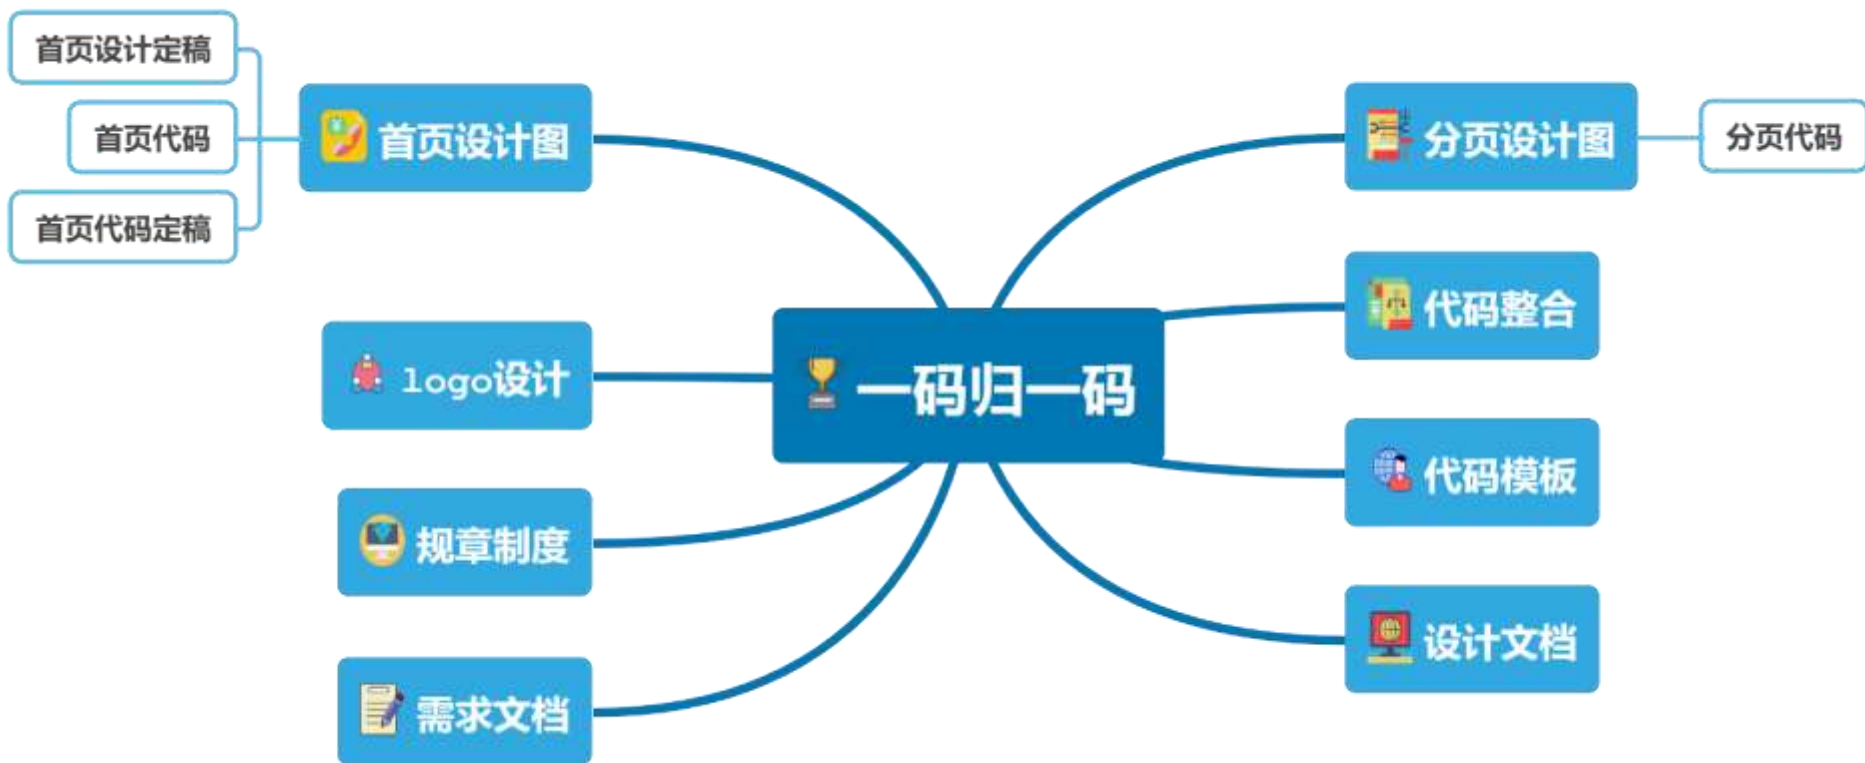 首页设计定稿
首页代码
首页代码定稿
首页设计图
logo设计
规章制度
需求文档
一码归一码
分页设计图
分页代码
代码整合
代码模板
设计文档